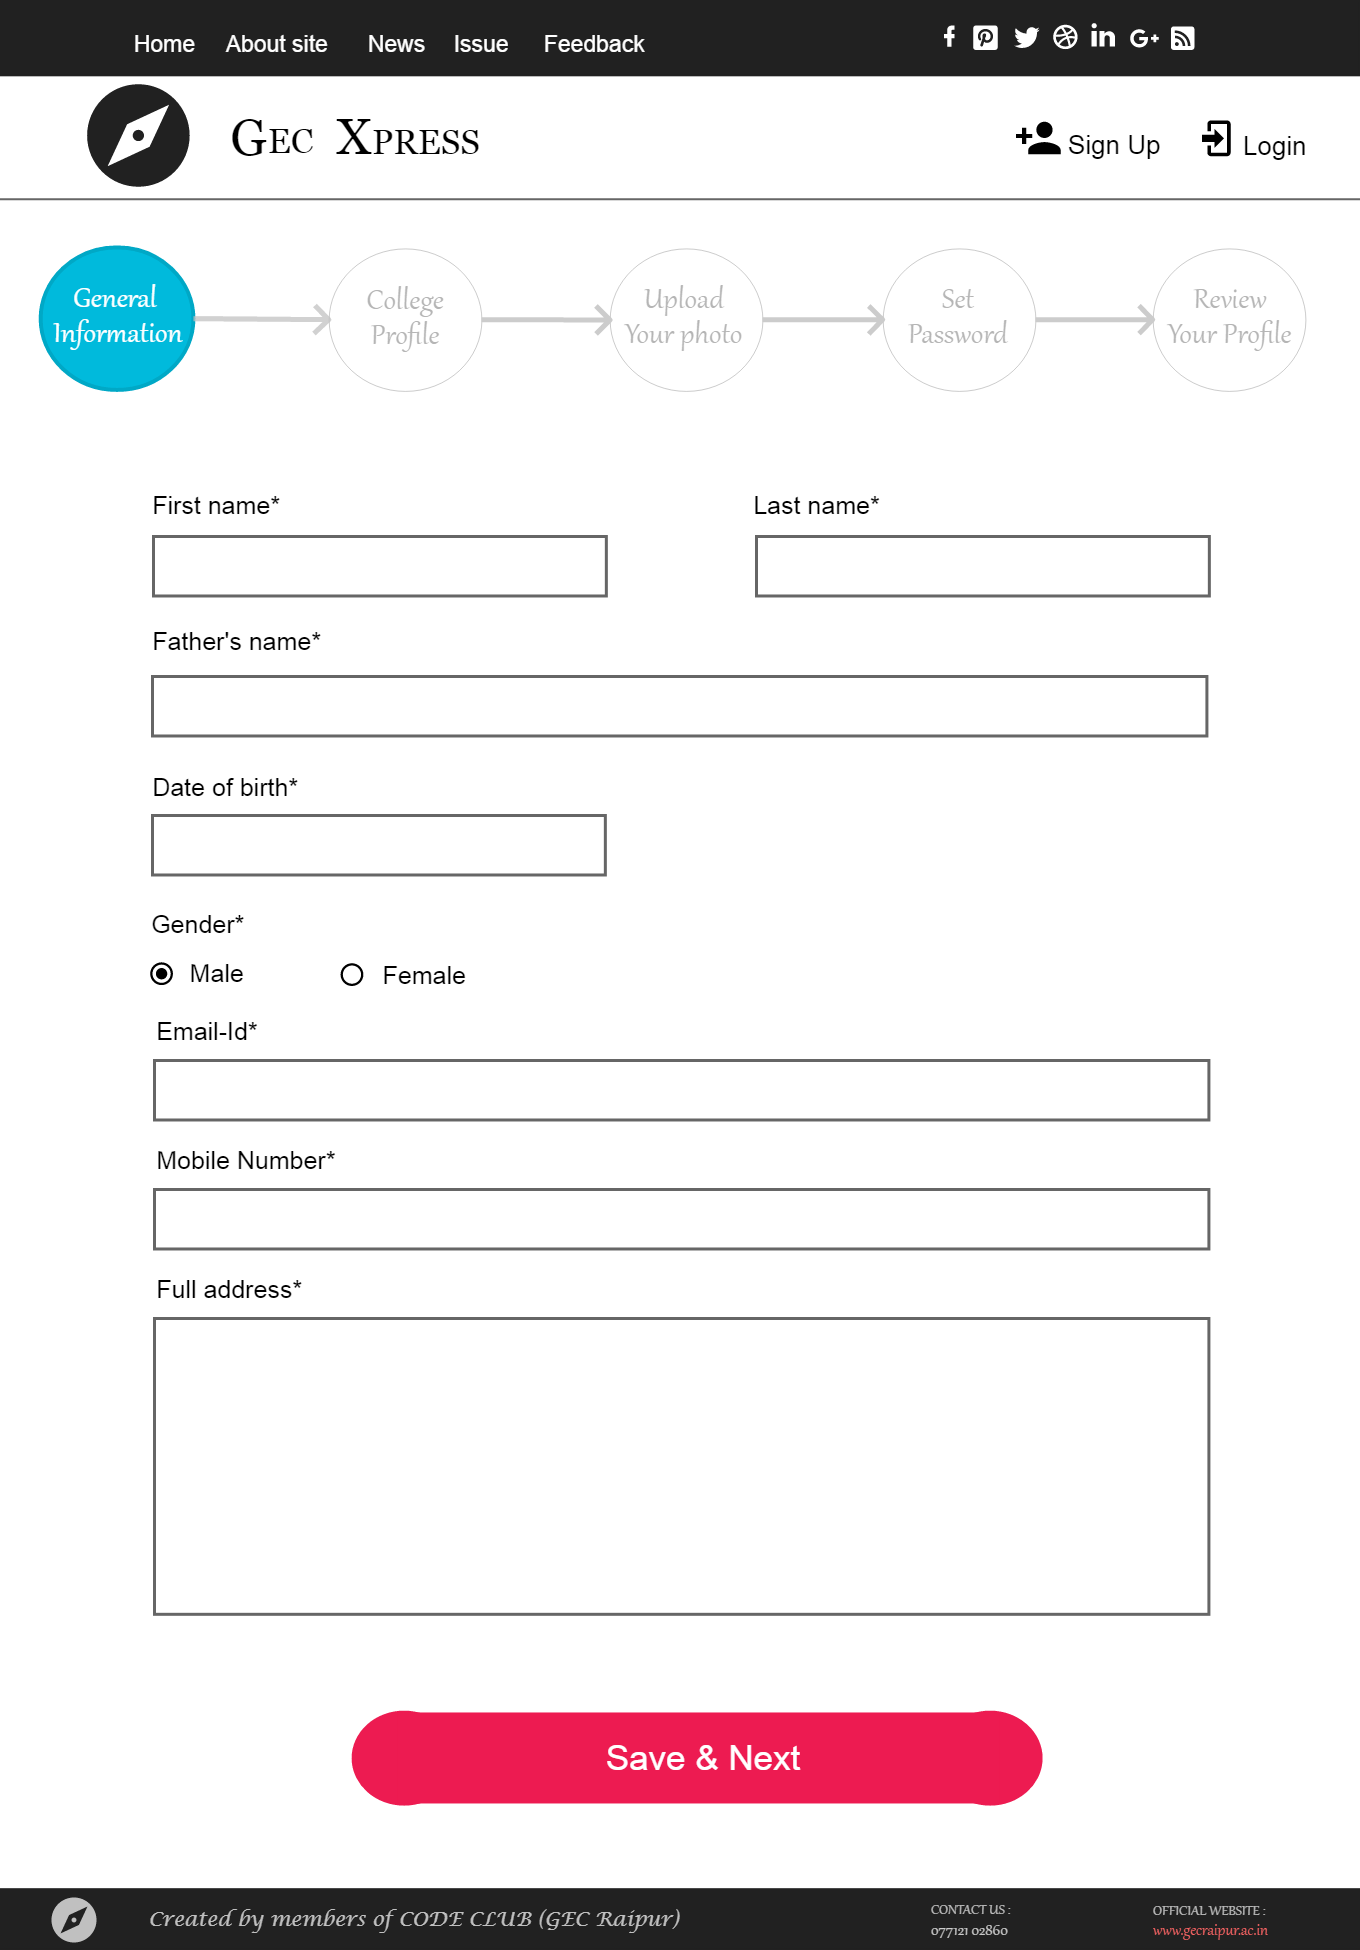 Home About site News Issue Feedback
GEC XPRESS
Sign Up Login
General
Information
College
Profile
Upload
Your photo
Set
Password
Review
Your Profile
First name* Last name*
Father's name*
Date of birth*
Gender*
Male Female
Email-Id*
Mobile Number*
Full address*
Save & Next
Created by members of CODE CLUB (GEC Raipur)
CONTACT US :
077121 02860
OFFICIAL WEBSITE :
www.gecraipur.ac.in